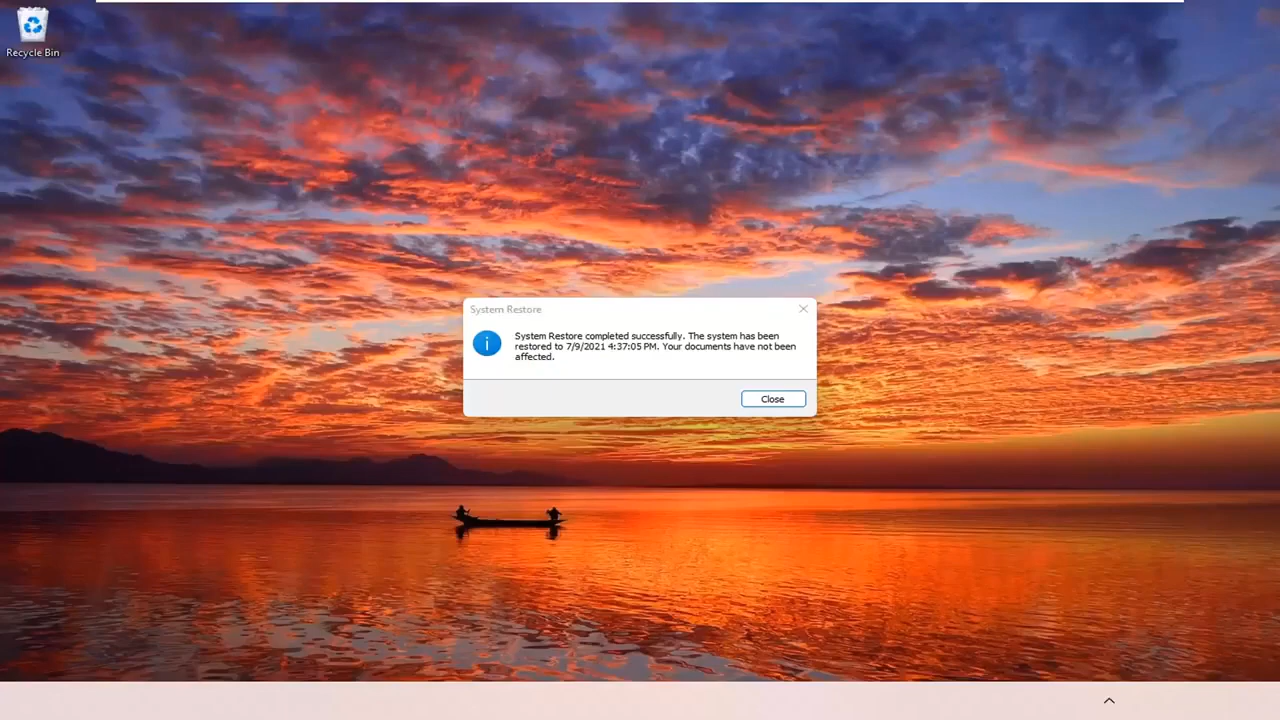 Recycle Bin
System Restore
System Restore completed successfully. The system has been
restored to 7/9/2021 4:37:05 PM. Your documents have not been
affected.
Close